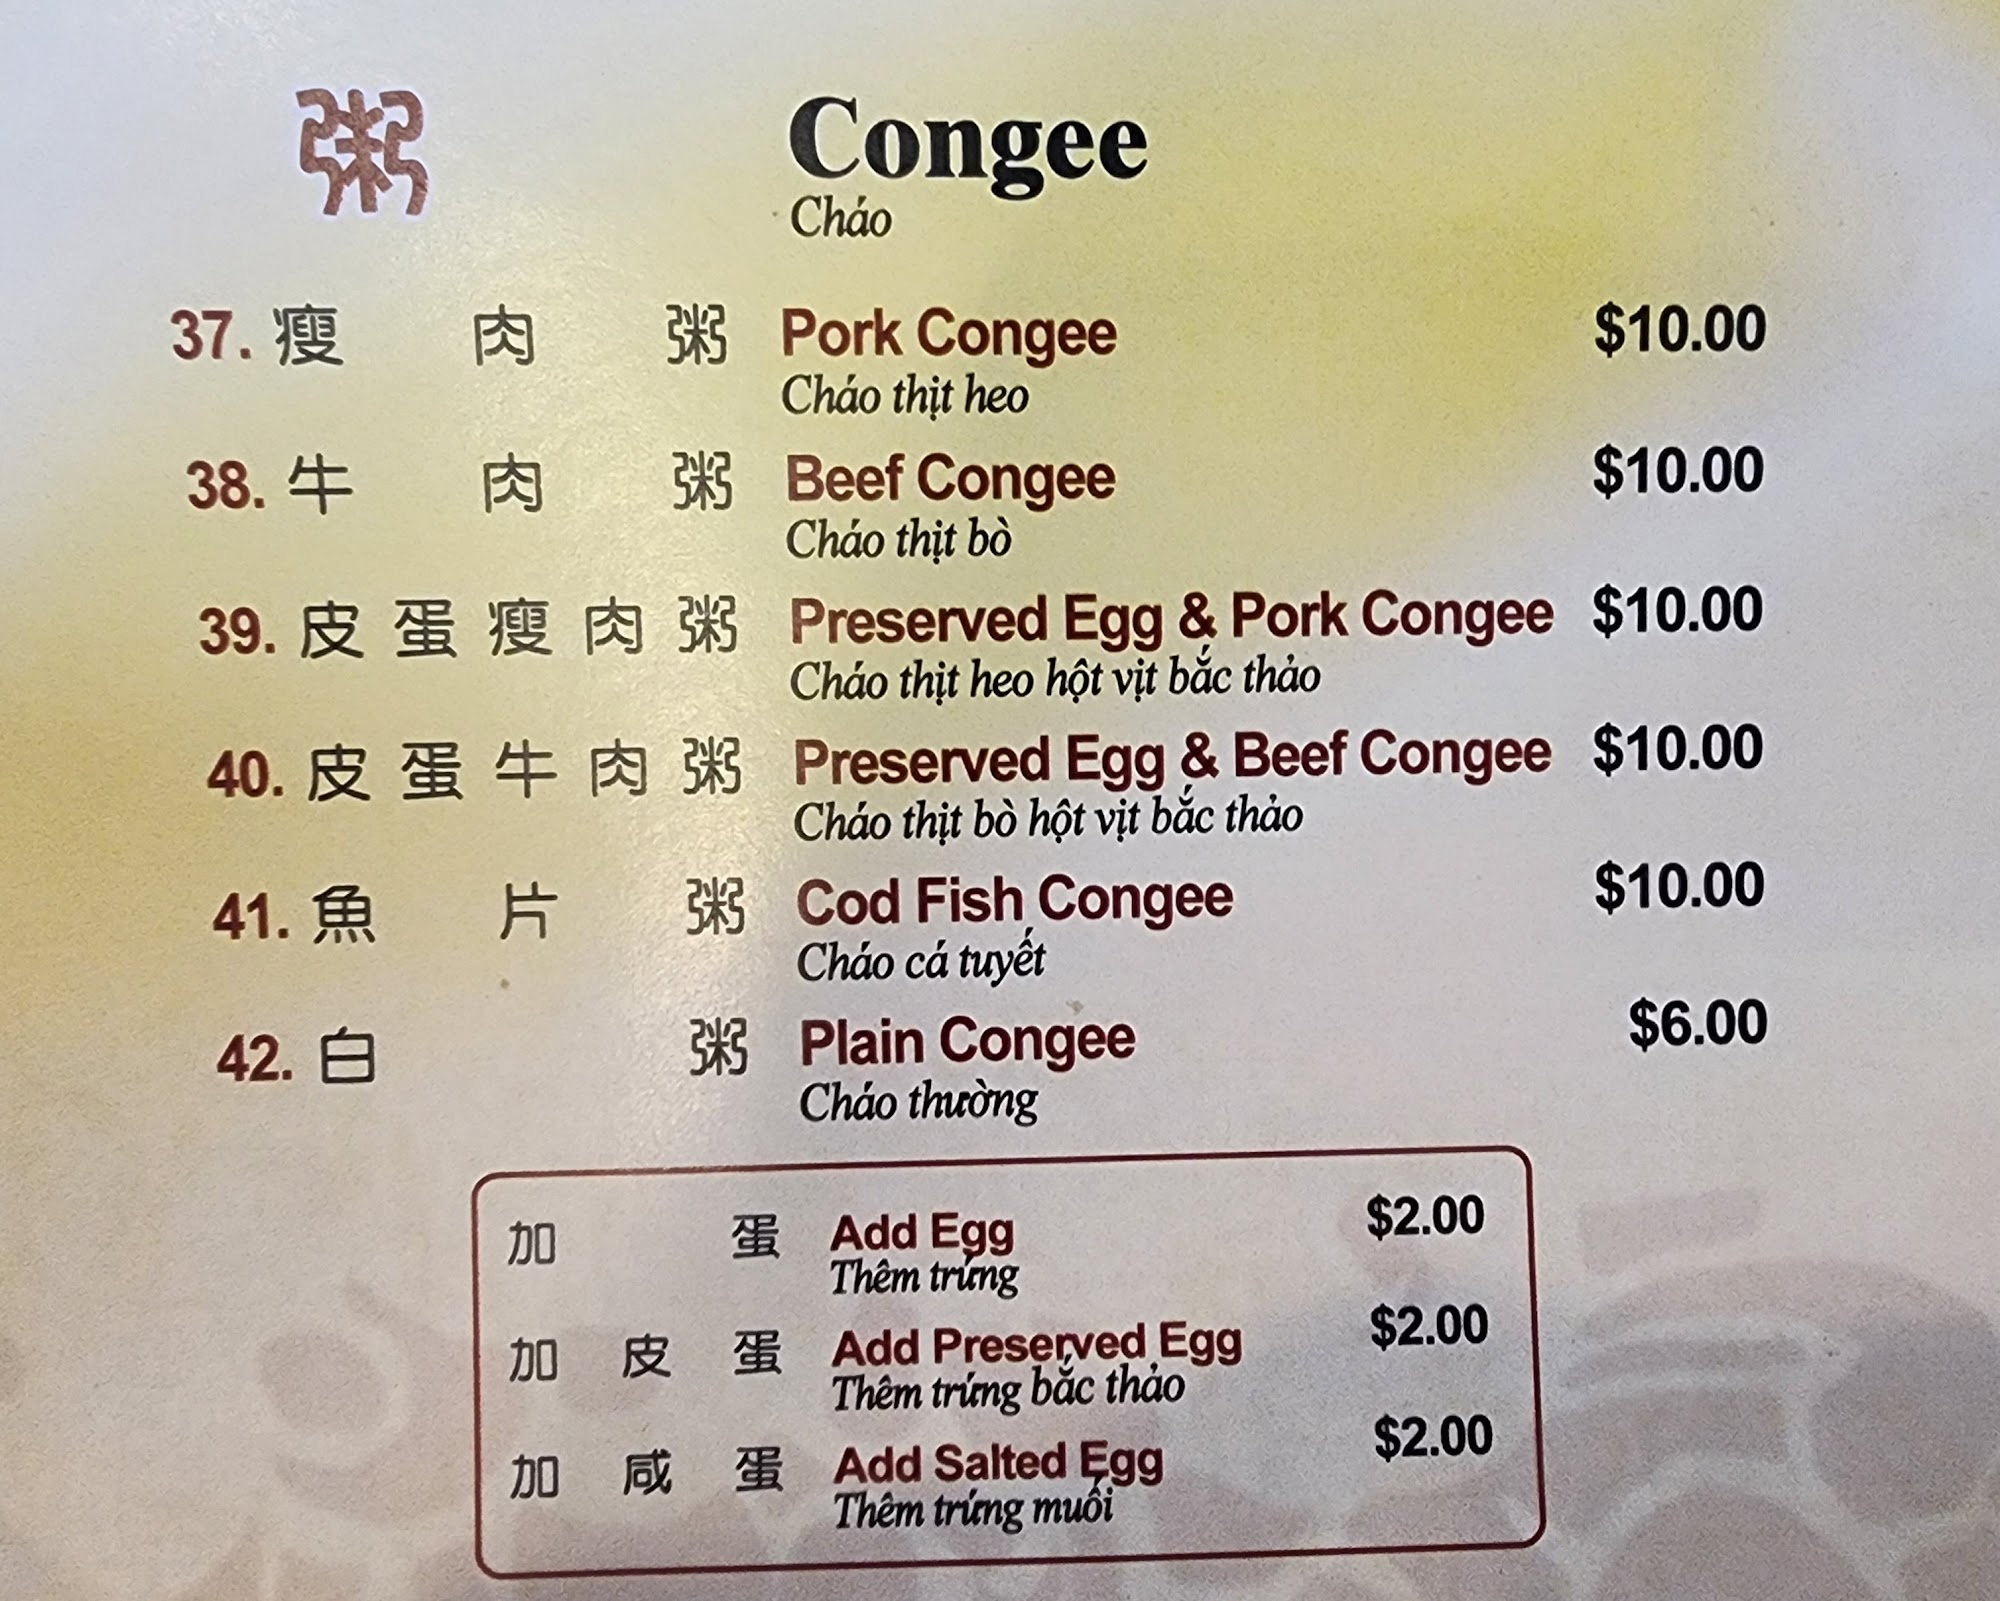 粥 Congee
Cháo
37. 瘦肉粥 Pork Congee $10.00
Cháo thịt heo
38. 牛肉粥 Beef Congee $10.00
Cháo thịt bò
39. 皮蛋瘦肉粥 Preserved Egg & Pork Congee $10.00
Cháo thịt heo hột vịt bắc thảo
40. 皮蛋牛肉粥 Preserved Egg & Beef Congee $10.00
Cháo thịt bò hột vịt bắc thảo
41. 魚片粥 Cod Fish Congee $10.00
Cháo cá tuyết
42. 白粥 Plain Congee $6.00
Cháo thường
加蛋 Add Egg $2.00
Thêm trứng
加皮蛋 Add Preserved Egg $2.00
Thêm trứng bắc thảo
加咸蛋 Add Salted Egg $2.00
Thêm trứng muối